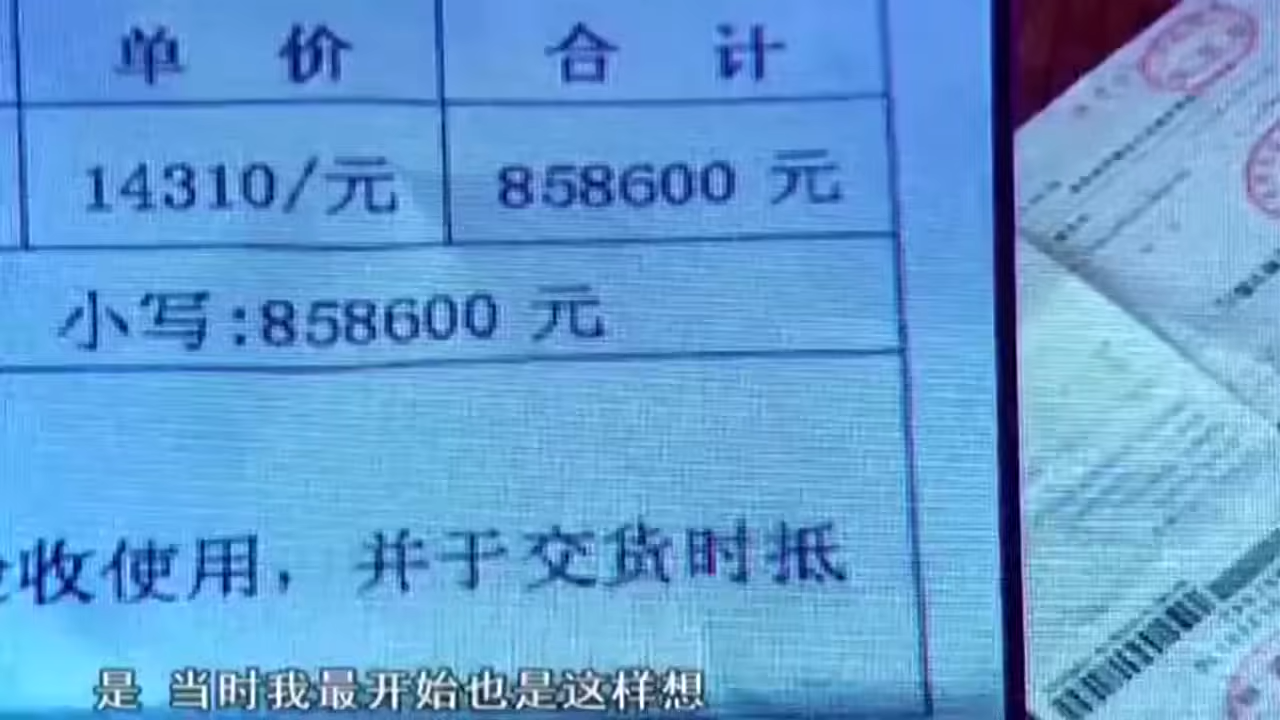 单 价 合 计
14310/元 858600 元
小写:858600 元
收使用，并于交货时抵
是 当时我最开始也是这样想